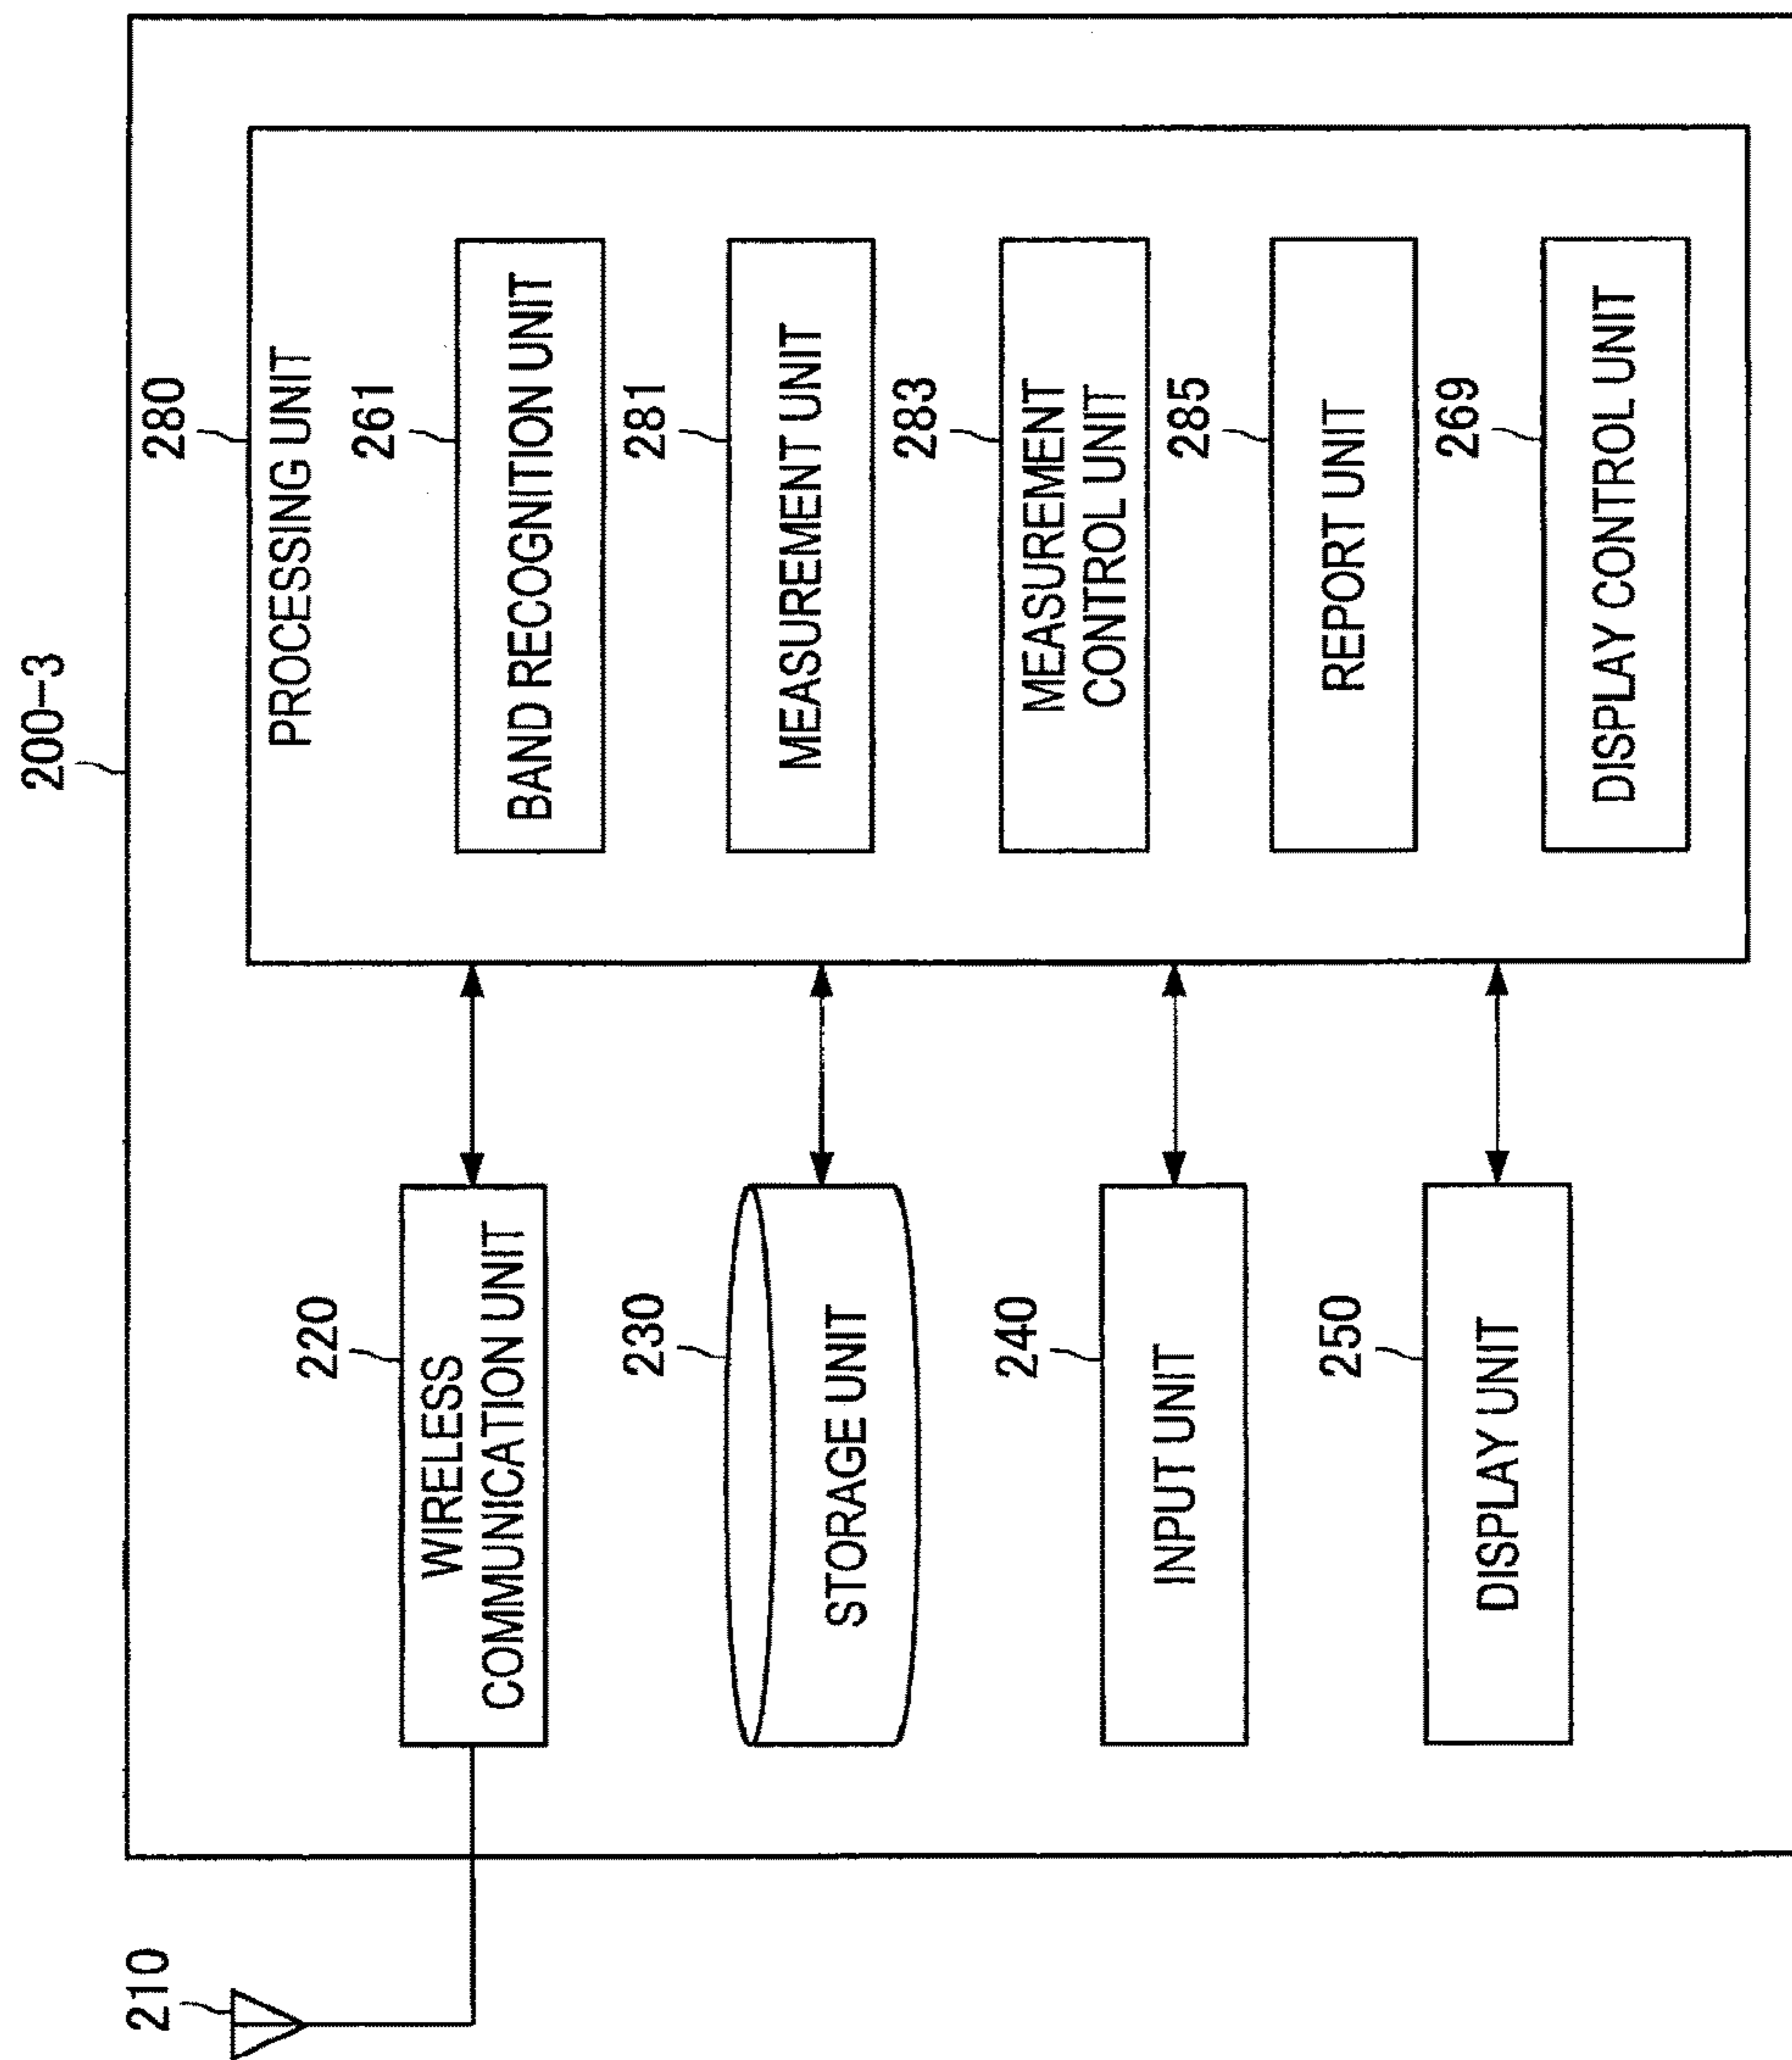 200-3
210
220
WIRELESS
COMMUNICATION UNIT
230
STORAGE UNIT
240
INPUT UNIT
250
DISPLAY UNIT
280
PROCESSING UNIT
261
BAND RECOGNITION UNIT
281
MEASUREMENT UNIT
283
MEASUREMENT
CONTROL UNIT
285
REPORT UNIT
269
DISPLAY CONTROL UNIT